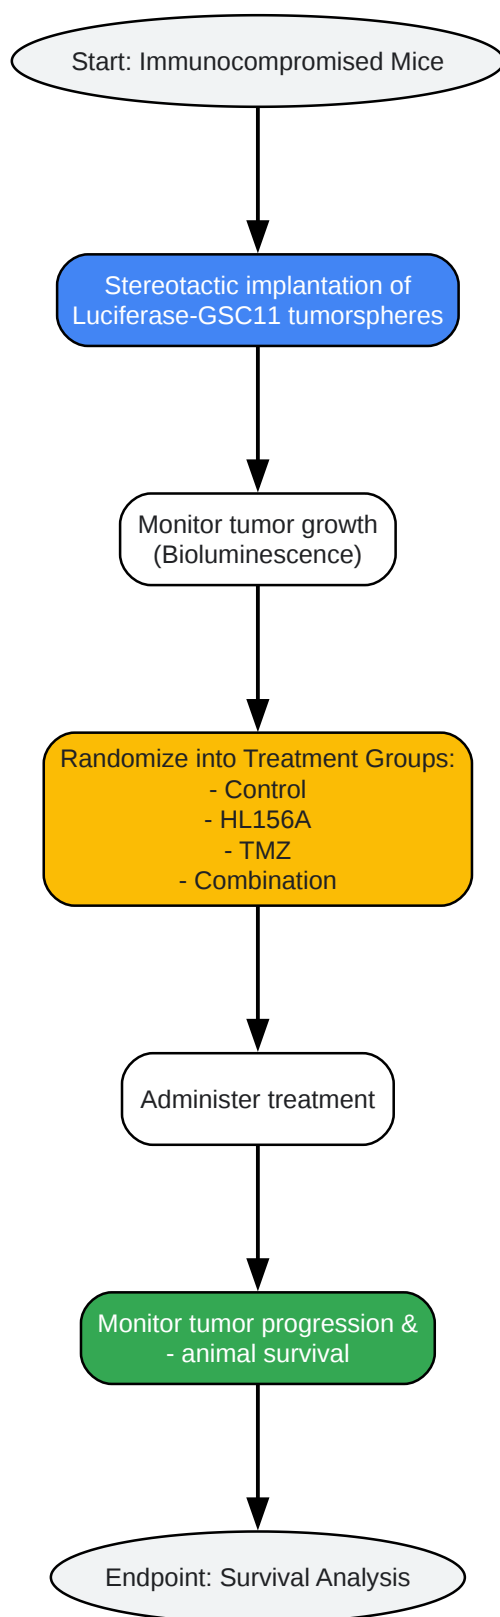 Start: Immunocompromised Mice
Stereotactic implantation of
Luciferase-GSC11 tumorspheres
Monitor tumor growth
(Bioluminescence)
Randomize into Treatment Groups:
- Control
- HL156A
- TMZ
- Combination
Administer treatment
Monitor tumor progression &
- animal survival
Endpoint: Survival Analysis